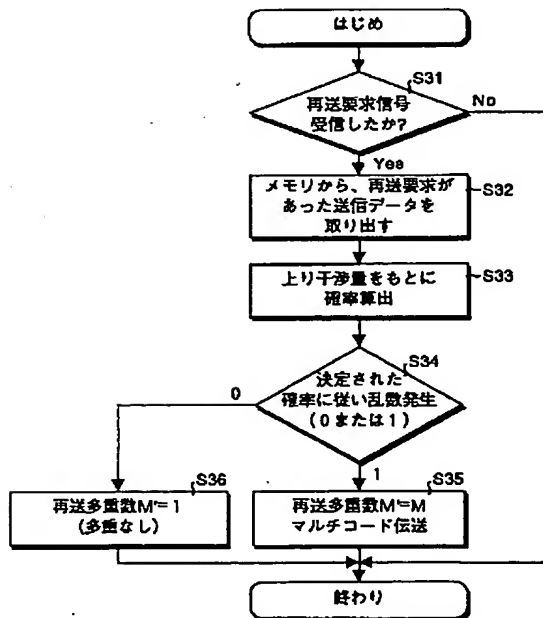 はじめ
S31
再送要求信号
受信したか?
No
Yes
メモリから、再送要求が
あった送信データを
取り出す
S32
上り干渉量をもとに
確率算出
S33
S34
決定された
確率に従い乱数発生
(0または1)
0
1
S36
再送多重数M'=1
(多重なし)
S35
再送多重数M'=M
マルチコード伝送
終わり